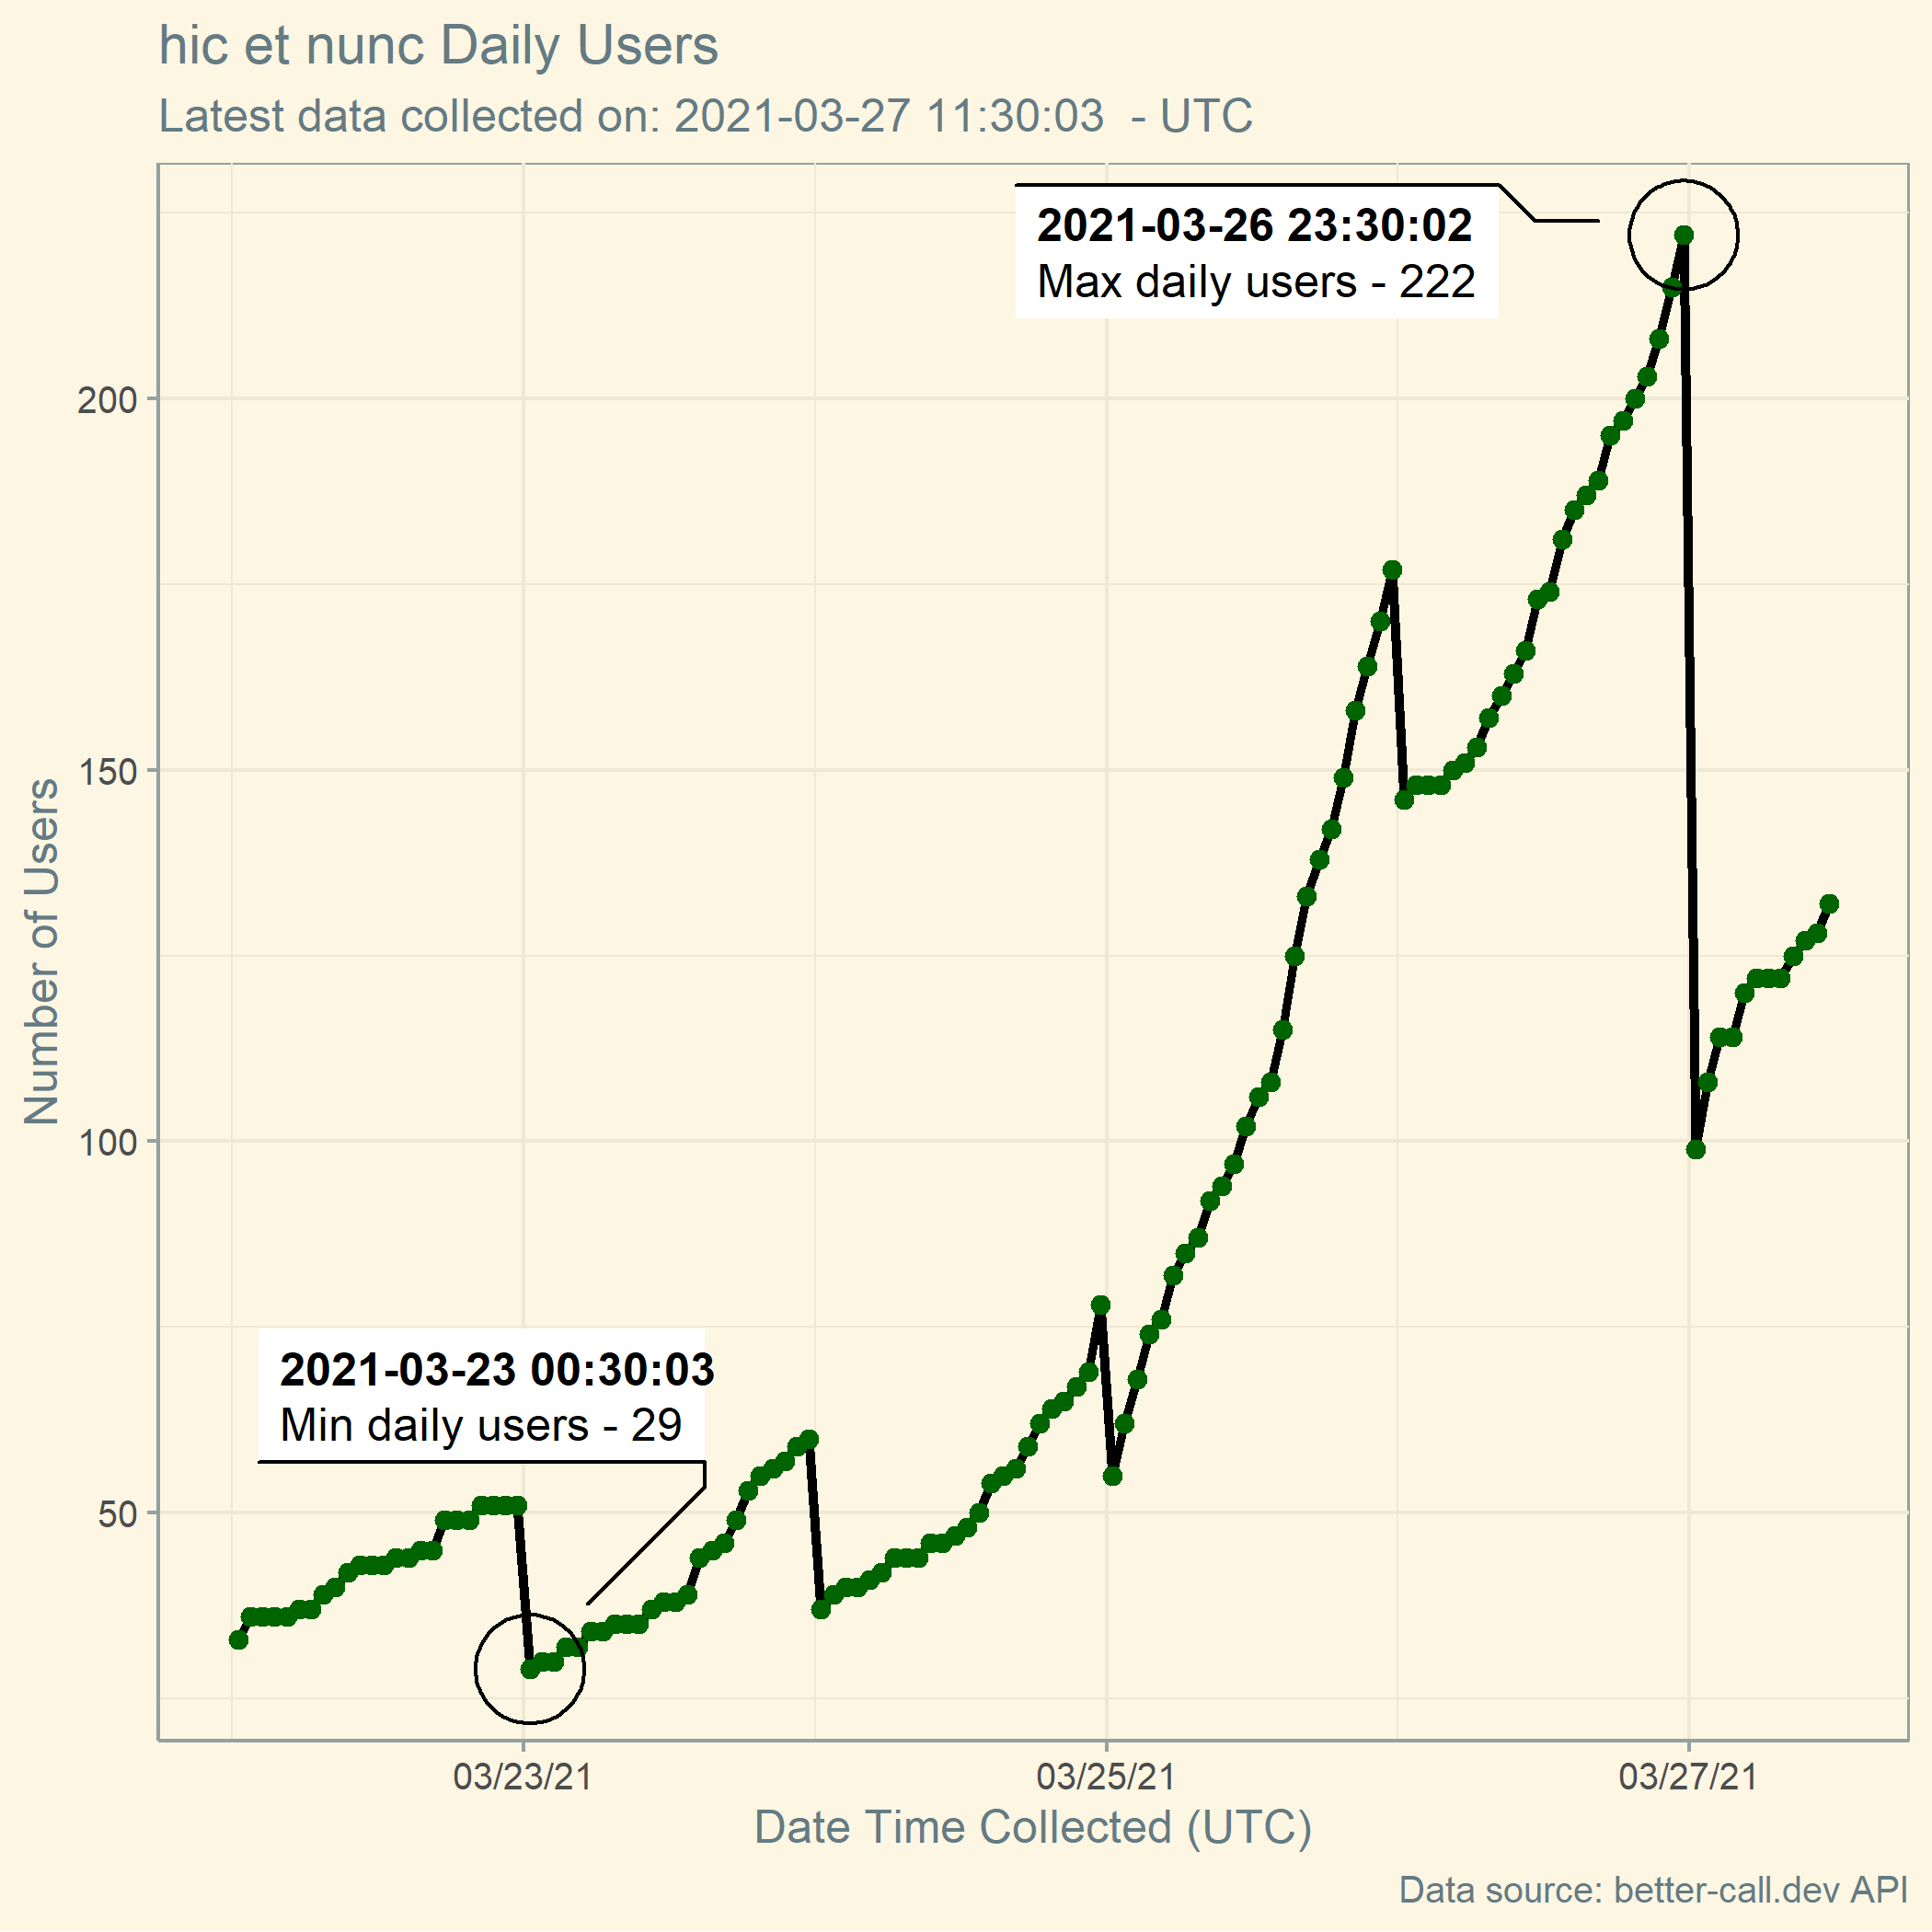 hic et nunc Daily Users
Latest data collected on: 2021-03-27 11:30:03  - UTC
2021-03-26 23:30:02
Max daily users - 222
200
150
100
50
Number of Users
2021-03-23 00:30:03
Min daily users - 29
03/23/21
03/25/21
03/27/21
Date Time Collected (UTC)
Data source: better-call.dev API